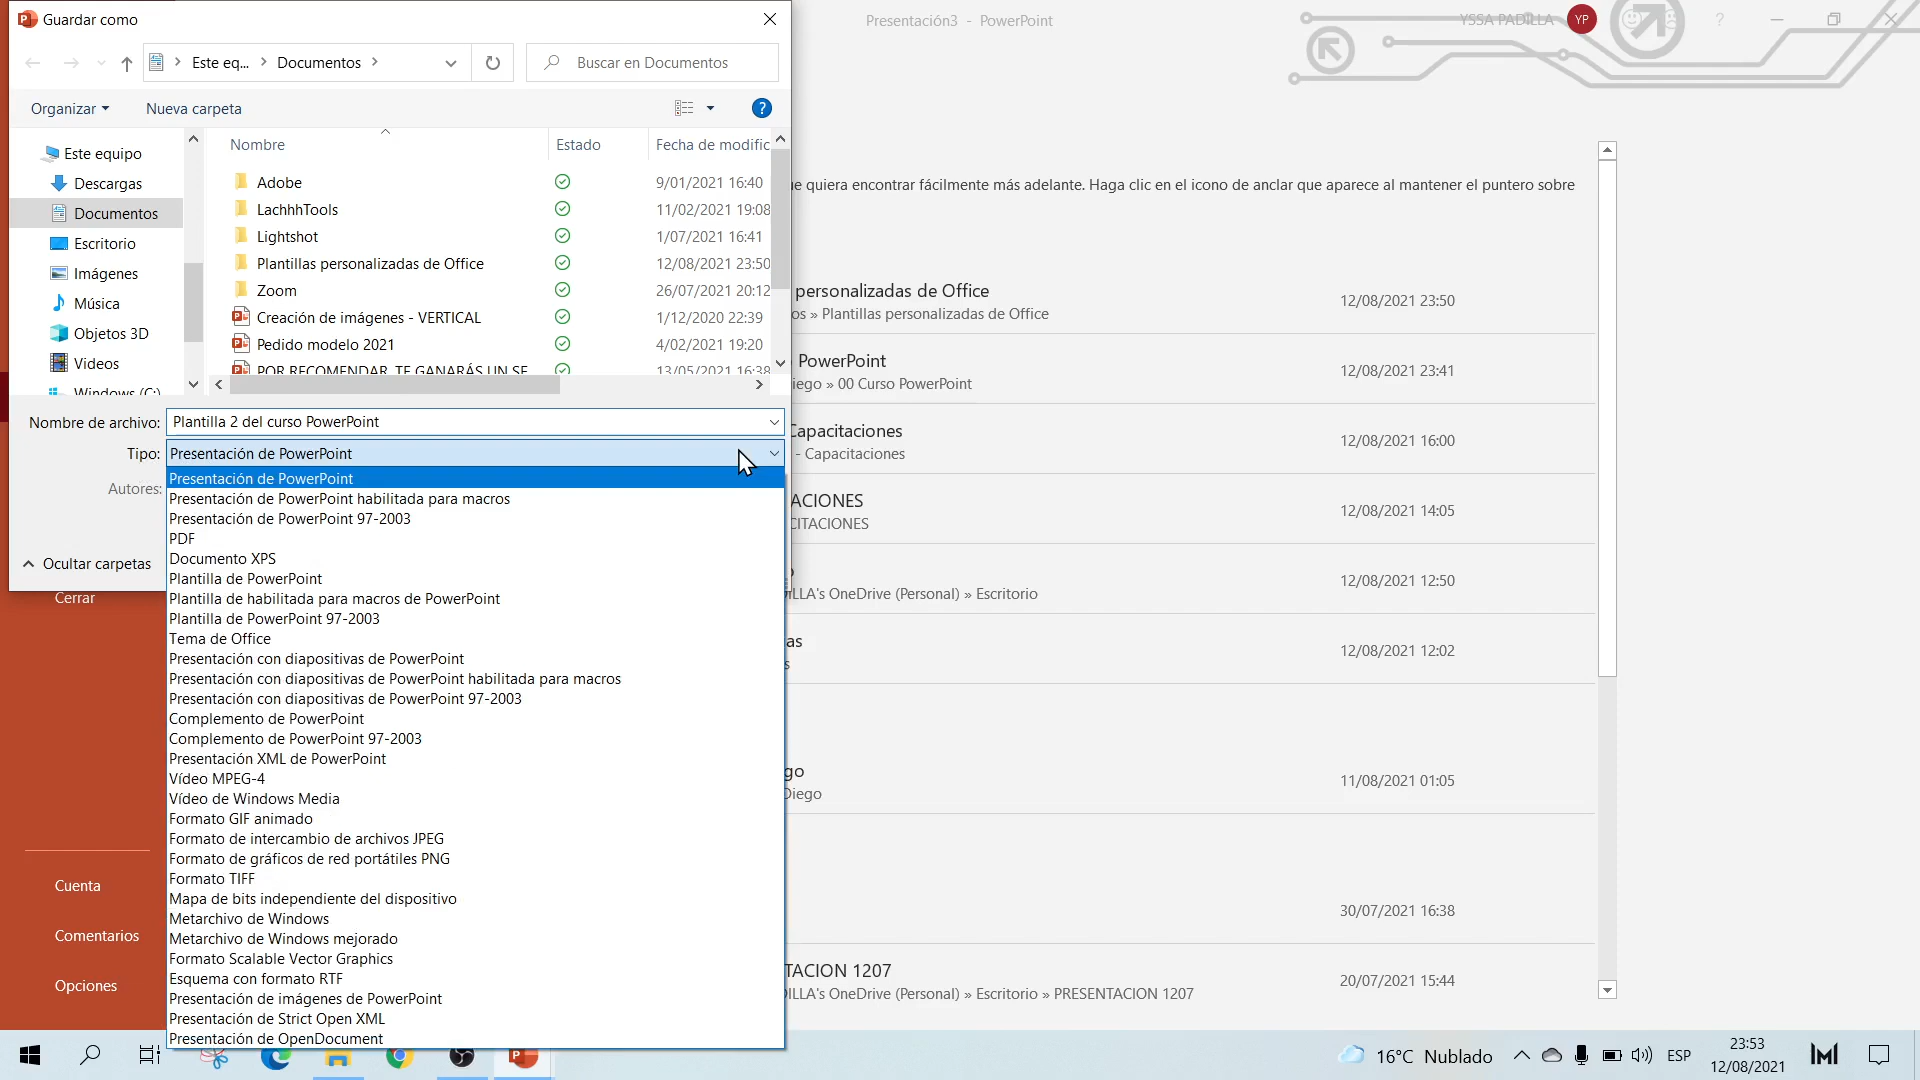 Guardar como
Presentación3 - PowerPoint
YSSA PADILLA
YP
?
Este eq...
Documentos
Buscar en Documentos
Organizar
Nueva carpeta
?
Nombre
Estado
Fecha de modific
Este equipo
Descargas
Documentos
Escritorio
Imágenes
Música
Objetos 3D
Videos
Windows (C:)
Adobe
9/01/2021 16:40
LachhhTools
11/02/2021 19:08
Lightshot
1/07/2021 16:41
Plantillas personalizadas de Office
12/08/2021 23:50
Zoom
26/07/2021 20:12
Creación de imágenes - VERTICAL
1/12/2020 22:39
Pedido modelo 2021
4/02/2021 19:20
POR RECOMENDAR, TE GANARÁS UN SE
13/05/2021 16:38
Nombre de archivo:
Plantilla 2 del curso PowerPoint
Tipo:
Presentación de PowerPoint
Autores:
Ocultar carpetas
Presentación de PowerPoint
Presentación de PowerPoint habilitada para macros
Presentación de PowerPoint 97-2003
PDF
Documento XPS
Plantilla de PowerPoint
Plantilla de habilitada para macros de PowerPoint
Plantilla de PowerPoint 97-2003
Tema de Office
Presentación con diapositivas de PowerPoint
Presentación con diapositivas de PowerPoint habilitada para macros
Presentación con diapositivas de PowerPoint 97-2003
Complemento de PowerPoint
Complemento de PowerPoint 97-2003
Presentación XML de PowerPoint
Vídeo MPEG-4
Vídeo de Windows Media
Formato GIF animado
Formato de intercambio de archivos JPEG
Formato de gráficos de red portátiles PNG
Formato TIFF
Mapa de bits independiente del dispositivo
Metarchivo de Windows
Metarchivo de Windows mejorado
Formato Scalable Vector Graphics
Esquema con formato RTF
Presentación de imágenes de PowerPoint
Presentación de Strict Open XML
Presentación de OpenDocument
Cerrar
Cuenta
Comentarios
Opciones
ue quiera encontrar fácilmente más adelante. Haga clic en el icono de anclar que aparece al mantener el puntero sobre
personalizadas de Office
os » Plantillas personalizadas de Office
12/08/2021 23:50
PowerPoint
iego » 00 Curso PowerPoint
12/08/2021 23:41
Capacitaciones
- Capacitaciones
12/08/2021 16:00
ACIONES
CITACIONES
12/08/2021 14:05
o
LLA's OneDrive (Personal) » Escritorio
12/08/2021 12:50
as
s
12/08/2021 12:02
go
Diego
11/08/2021 01:05
30/07/2021 16:38
TACION 1207
DILLA's OneDrive (Personal) » Escritorio » PRESENTACION 1207
20/07/2021 15:44
16°C Nublado
ESP
23:53
12/08/2021